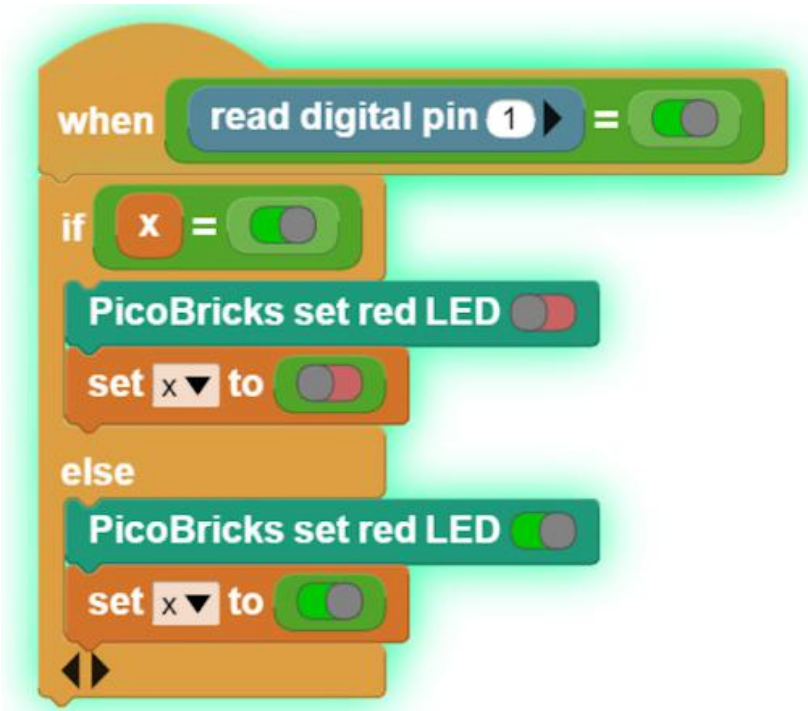 when read digital pin 1 =
if x =
PicoBricks set red LED
set x to
else
PicoBricks set red LED
set x to